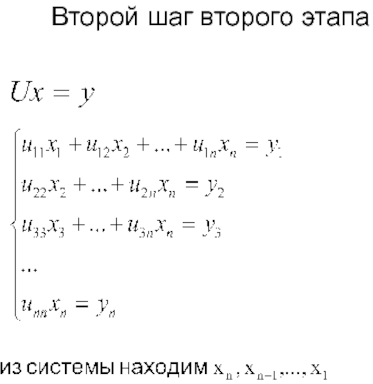 Второй шаг второго этапа
Ux = y
u₁₁x₁ + u₁₂x₂ + ... + u₁ₙxₙ = y₁
u₂₂x₂ + ... + u₂ₙxₙ = y₂
u₃₃x₃ + ... + u₃ₙxₙ = y₃
...
uₙₙxₙ = yₙ
из системы находим xₙ, xₙ₋₁,..., x₁